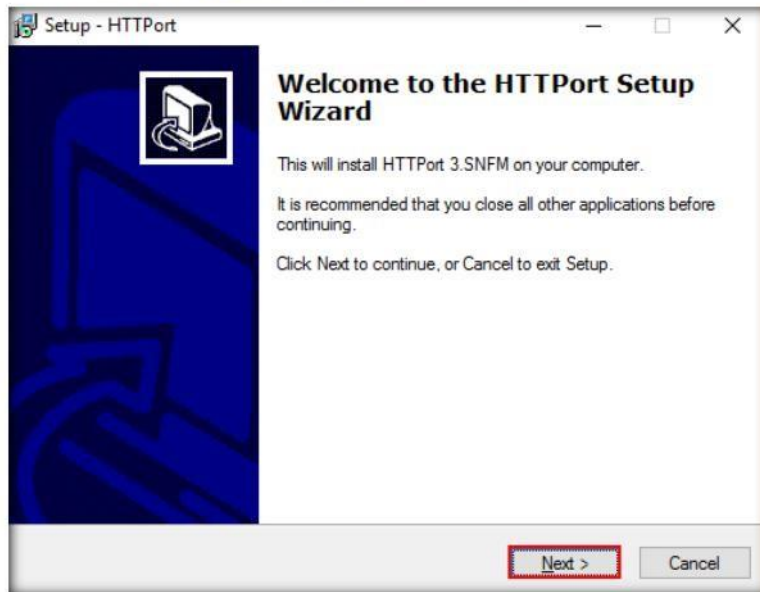 Setup - HTTPort
Welcome to the HTTPort Setup
Wizard
This will install HTTPort 3.SNFM on your computer.
It is recommended that you close all other applications before
continuing.
Click Next to continue, or Cancel to exit Setup.
Next >
Cancel